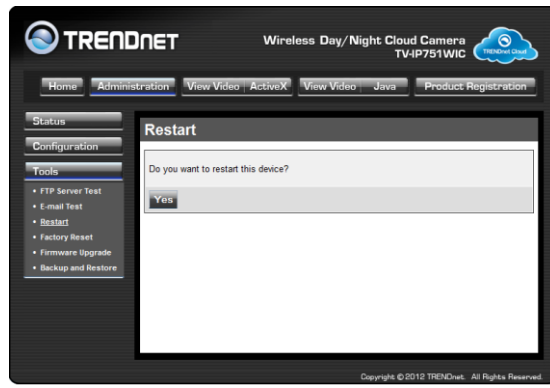 TRENDnet
Wireless Day/Night Cloud Camera
TV-IP751WIC
TRENDnet Cloud
Home Administration View Video ActiveX View Video Java Product Registration
Status
Configuration
Tools
• FTP Server Test
• E-mail Test
• Restart
• Factory Reset
• Firmware Upgrade
• Backup and Restore
Restart
Do you want to restart this device?
Yes
Copyright © 2012 TRENDnet. All Rights Reserved.